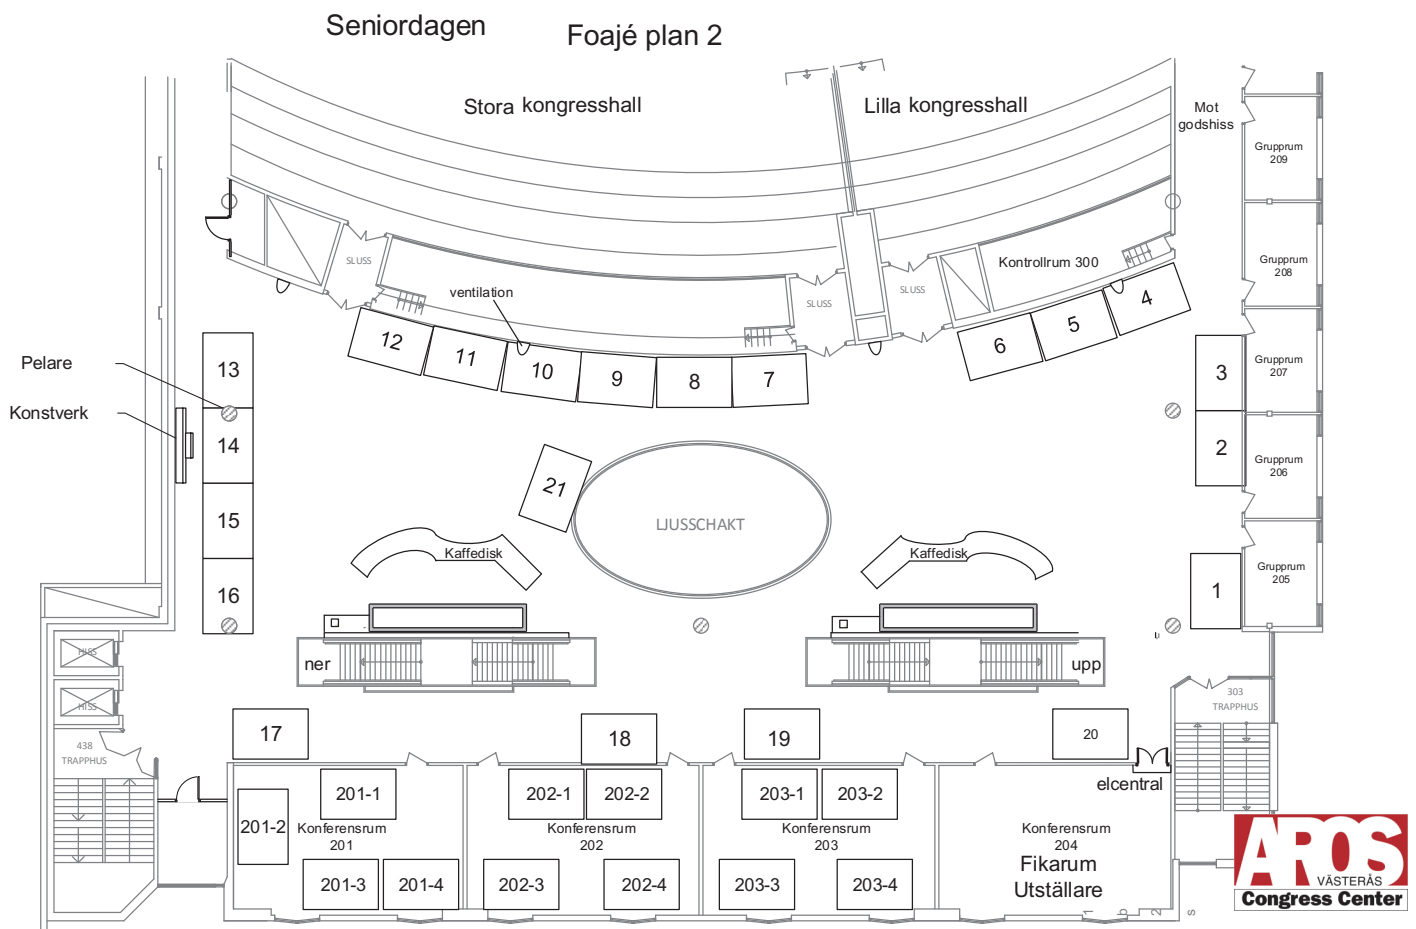 Seniordagen
Foajé plan 2
Stora kongresshall
Lilla kongresshall
Mot
godshiss
Grupprum
209
SLUSS
ventilation
SLUSS
SLUSS
Kontrollrum 300
Grupprum
208
4
5
6
12
11
10
9
8
7
Pelare
Konstverk
13
14
15
16
3
2
Grupprum
207
Grupprum
206
21
LJUSSCHAKT
Kaffedisk
Kaffedisk
1
Grupprum
205
HISS
HISS
ner
upp
303
TRAPPHUS
438
TRAPPHUS
17
18
19
20
elcentral
201-1
201-2
Konferensrum
201
201-3
201-4
202-1
202-2
Konferensrum
202
202-3
202-4
203-1
203-2
Konferensrum
203
203-3
203-4
Konferensrum
204
Fikarum
Utställare
1 b 2 s
AROS
VÄSTERÅS
Congress Center